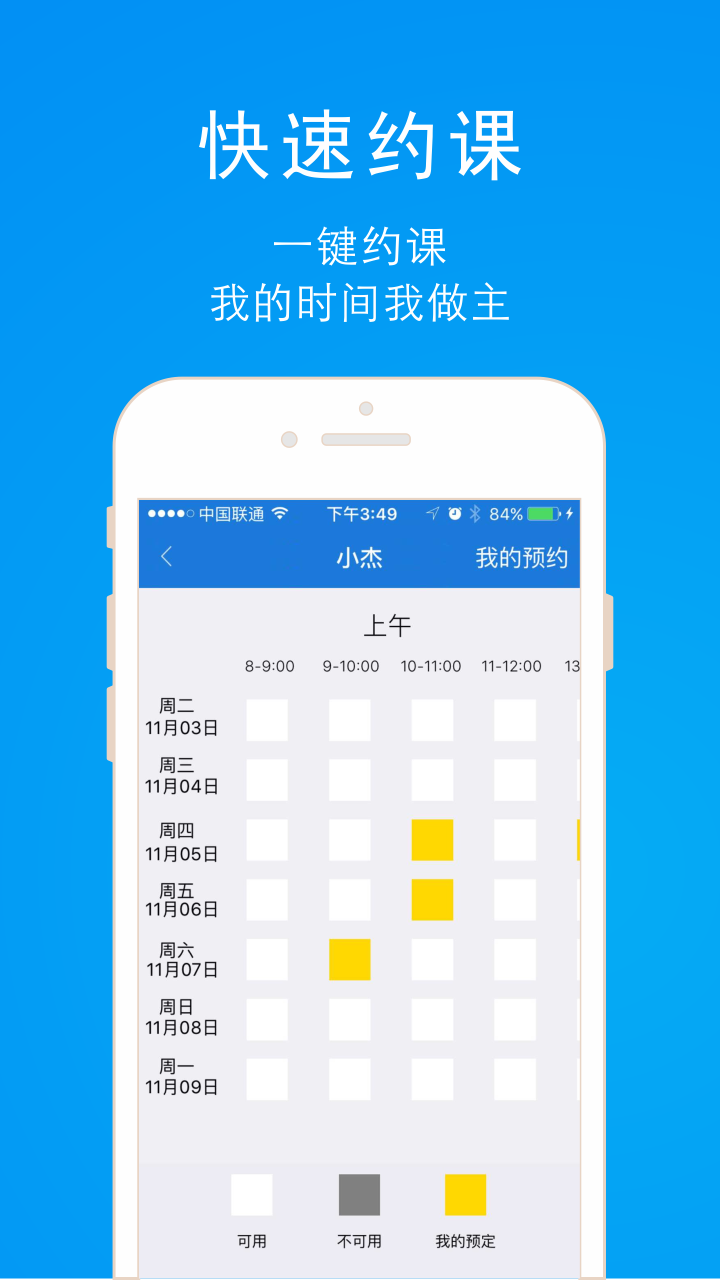 快速约课
一键约课
我的时间我做主
中国联通 下午3:49 84%
小杰 我的预约
上午
8-9:00 9-10:00 10-11:00 11-12:00 13
周二
11月03日
周三
11月04日
周四
11月05日
周五
11月06日
周六
11月07日
周日
11月08日
周一
11月09日
可用 不可用 我的预定